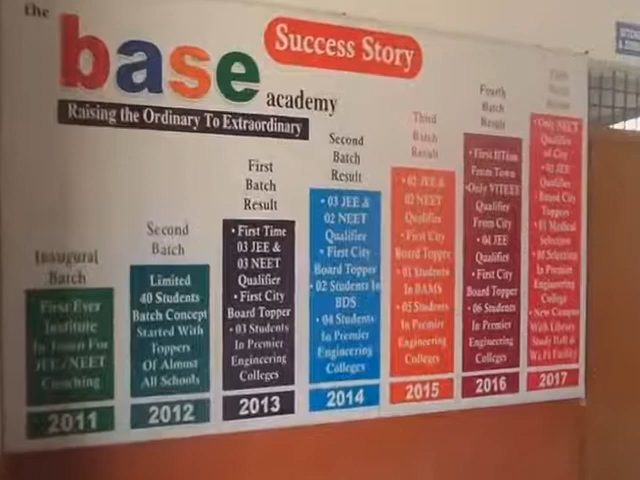 the
base
academy
Raising the Ordinary To Extraordinary
Success Story
Inaugural
Batch
First Ever
Institute
In Town For
JEE/NEET
Coaching
2011
Second
Batch
Limited
40 Students
Batch Concept
Started With
Toppers
Of Almost
All Schools
2012
First
Batch
Result
• First Time
03 JEE &
03 NEET
Qualifier
• First City
Board Topper
• 03 Students
In Premier
Engineering
Colleges
2013
Second
Batch
Result
• 03 JEE &
02 NEET
Qualifier
• First City
Board Topper
• 02 Students In
BDS
• 04 Students
In Premier
Engineering
Colleges
2014
Third
Batch
Result
• 02 JEE &
02 NEET
Qualifier
• First City
Board Topper
• 01 Students
In BAMS
• 05 Students
In Premier
Engineering
Colleges
2015
Fourth
Batch
Result
• First IITian
From Town
• Only VITEEE
Qualifier
From City
• 04 JEE
Qualifier
• First City
Board Topper
• 06 Students
In Premier
Engineering
Colleges
2016
Batch
Result
• Only NEET
Qualifier
of City
• 02 JEE
Qualifier
• Board City
Toppers
• 01 Medical
Selection
• 08 Selections
In Premier
Engineering
College
• New Campus
With Library
Study Hall &
Wi Fi Facility
2017